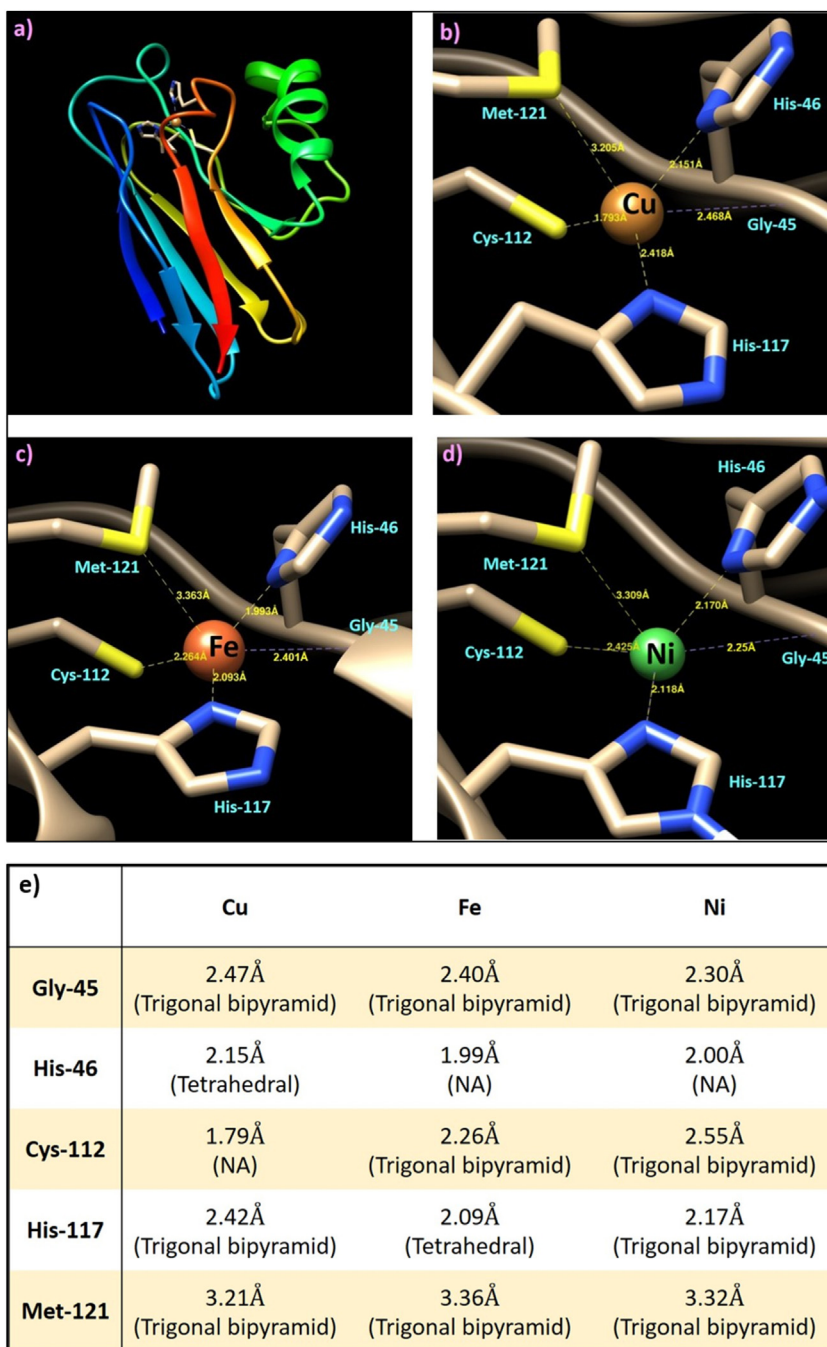 a)
b)
Met-121
His-46
3.205Å
2.151Å
Cu
1.793Å
2.468Å
Cys-112
Gly-45
2.418Å
His-117
c)
d)
Met-121
His-46
3.363Å
1.993Å
Gly-45
Fe
2.264Å
2.401Å
Cys-112
2.093Å
His-117
His-46
Met-121
3.309Å
2.170Å
Cys-112
2.425Å
Ni
2.25Å
Gly-45
2.118Å
His-117
e)
Cu Fe Ni
Gly-45 2.47Å 2.40Å 2.30Å
(Trigonal bipyramid) (Trigonal bipyramid) (Trigonal bipyramid)
His-46 2.15Å 1.99Å 2.00Å
(Tetrahedral) (NA) (NA)
Cys-112 1.79Å 2.26Å 2.55Å
(NA) (Trigonal bipyramid) (Trigonal bipyramid)
His-117 2.42Å 2.09Å 2.17Å
(Trigonal bipyramid) (Tetrahedral) (Trigonal bipyramid)
Met-121 3.21Å 3.36Å 3.32Å
(Trigonal bipyramid) (Trigonal bipyramid) (Trigonal bipyramid)